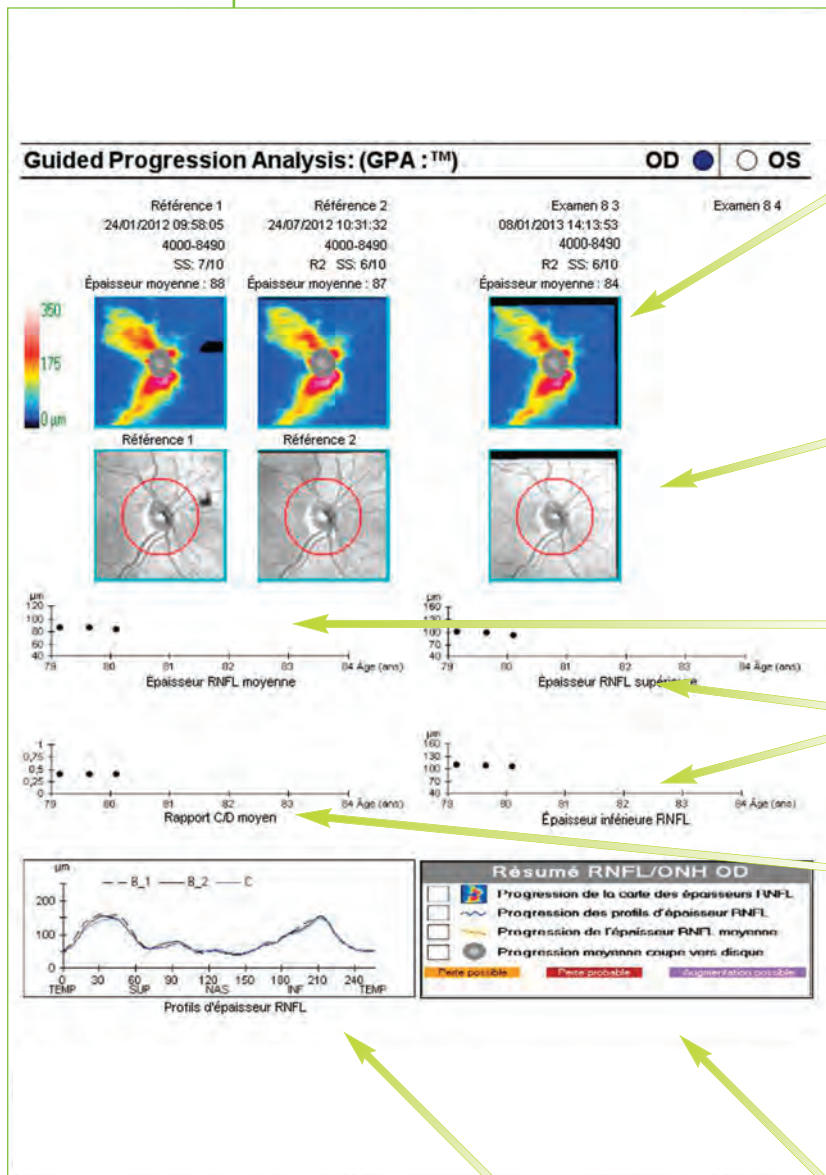 Guided Progression Analysis: (GPA :™) OD OS
Référence 1 Référence 2 Examen 8 3 Examen 8 4
24/01/2012 09:58:05 24/07/2012 10:31:32 08/01/2013 14:13:53
4000-8490 4000-8490 4000-8490
SS: 7/10 R2 SS: 6/10 R2 SS: 6/10
Épaisseur moyenne : 88 Épaisseur moyenne : 87 Épaisseur moyenne : 84
350
175
0 µm
Référence 1 Référence 2
µm µm
120 160
100 130
80 100
60 70
40 40
79 80 81 82 83 84 Âge (ans) 79 80 81 82 83 84 Âge (ans)
Épaisseur RNFL moyenne Épaisseur RNFL supérieure
µm
1 160
0,75 130
0,5 100
0,25 70
0 40
79 80 81 82 83 84 Âge (ans) 79 80 81 82 83 84 Âge (ans)
Rapport C/D moyen Épaisseur inférieure RNFL
µm
B_1 B_2 C
200
100
0
0 30 60 90 120 150 180 210 240
TEMP SUP NAS INF TEMP
Profils d'épaisseur RNFL
Résumé RNFL/ONH OD
Progression de la carte des épaisseurs RNFL
Progression des profils d'épaisseur RNFL
Progression de l'épaisseur RNFL moyenne
Progression moyenne coupe vers disque
Perte possible Perte probable Augmentation possible